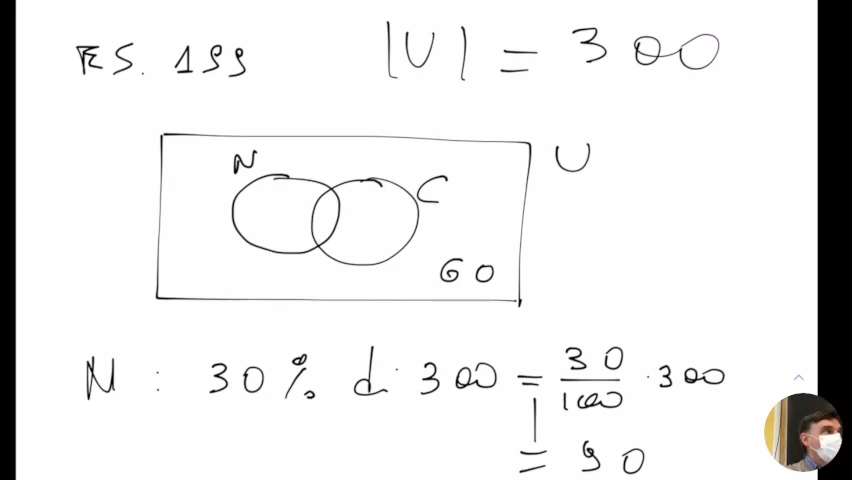 ES. 199 |U| = 300
N C U
60
N : 30% di 300 = 30/100 · 300
= 90